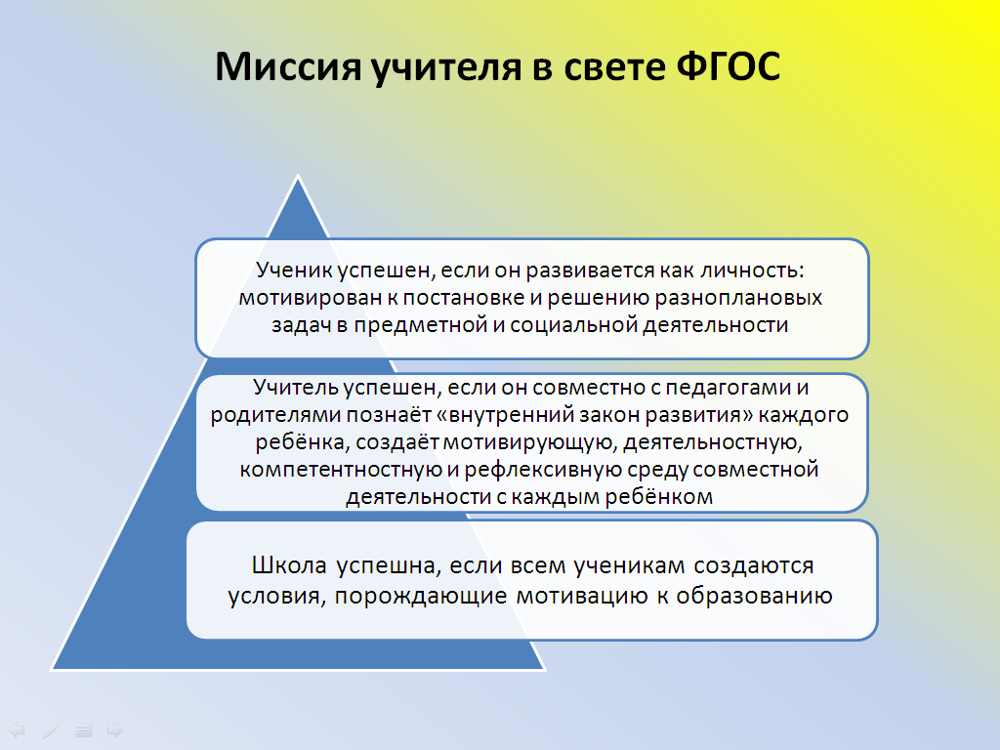 Миссия учителя в свете ФГОС
Ученик успешен, если он развивается как личность:
мотивирован к постановке и решению разноплановых
задач в предметной и социальной деятельности
Учитель успешен, если он совместно с педагогами и
родителями познаёт «внутренний закон развития» каждого
ребёнка, создаёт мотивирующую, деятельностную,
компетентностную и рефлексивную среду совместной
деятельности с каждым ребёнком
Школа успешна, если всем ученикам создаются
условия, порождающие мотивацию к образованию